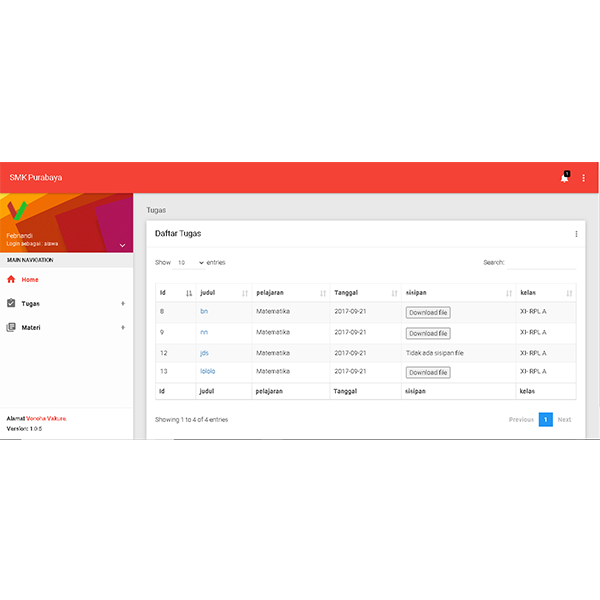 SMK Purabaya
1
Febriandi
Login sebagai : siswa
MAIN NAVIGATION
Home
Tugas +
Materi +
Version: 1.0.5
Tugas
Daftar Tugas
Show 10 entries Search:
Id judul pelajaran Tanggal sisipan kelas
8 bn Matematika 2017-09-21 Download file XI- RPL A
9 nn Matematika 2017-09-21 Download file XI- RPL A
12 jds Matematika 2017-09-21 Tidak ada sisipan file XI- RPL A
13 lololo Matematika 2017-09-21 Download file XI- RPL A
Id judul pelajaran Tanggal sisipan kelas
Showing 1 to 4 of 4 entries Previous 1 Next